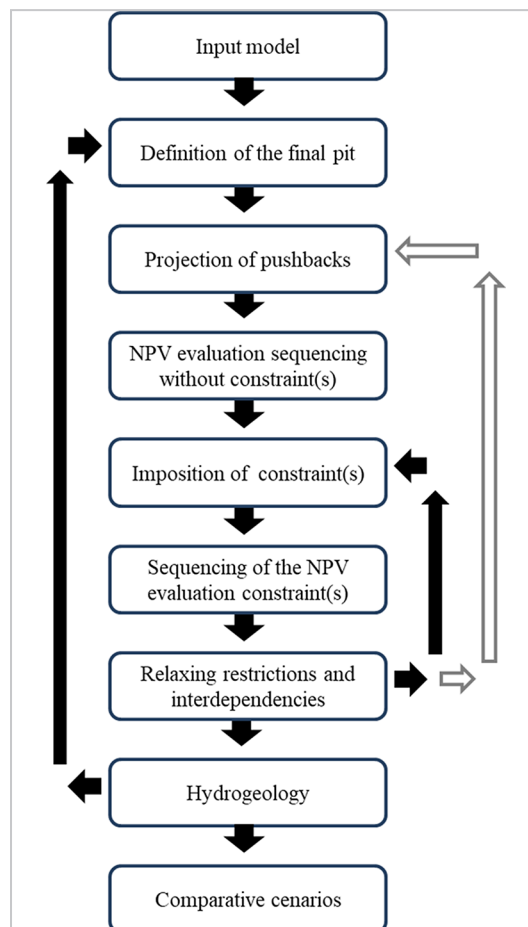 Input model
Definition of the final pit
Projection of pushbacks
NPV evaluation sequencing
without constraint(s)
Imposition of constraint(s)
Sequencing of the NPV
evaluation constraint(s)
Relaxing restrictions and
interdependencies
Hydrogeology
Comparative cenarios